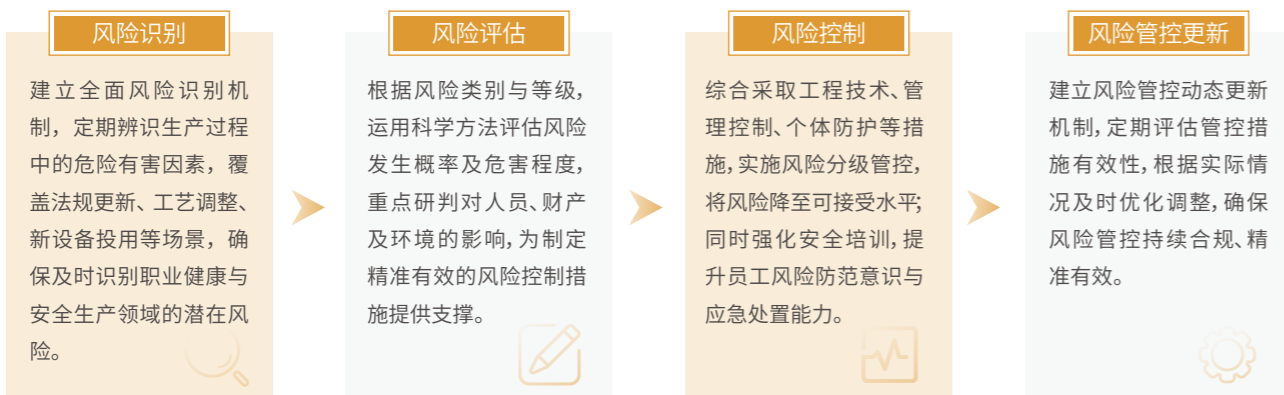 风险识别
建立全面风险识别机
制，定期辨识生产过程
中的危险有害因素，覆
盖法规更新、工艺调整、
新设备投用等场景，确
保及时识别职业健康与
安全生产领域的潜在风
险。
风险评估
根据风险类别与等级，
运用科学方法评估风险
发生概率及危害程度，
重点研判对人员、财产
及环境的影响，为制定
精准有效的风险控制措
施提供支撑。
风险控制
综合采取工程技术、管
理控制、个体防护等措
施，实施风险分级管控，
将风险降至可接受水平；
同时强化安全培训，提
升员工风险防范意识与
应急处置能力。
风险管控更新
建立风险管控动态更新
机制，定期评估管控措
施有效性，根据实际情
况及时优化调整，确保
风险管控持续合规、精
准有效。